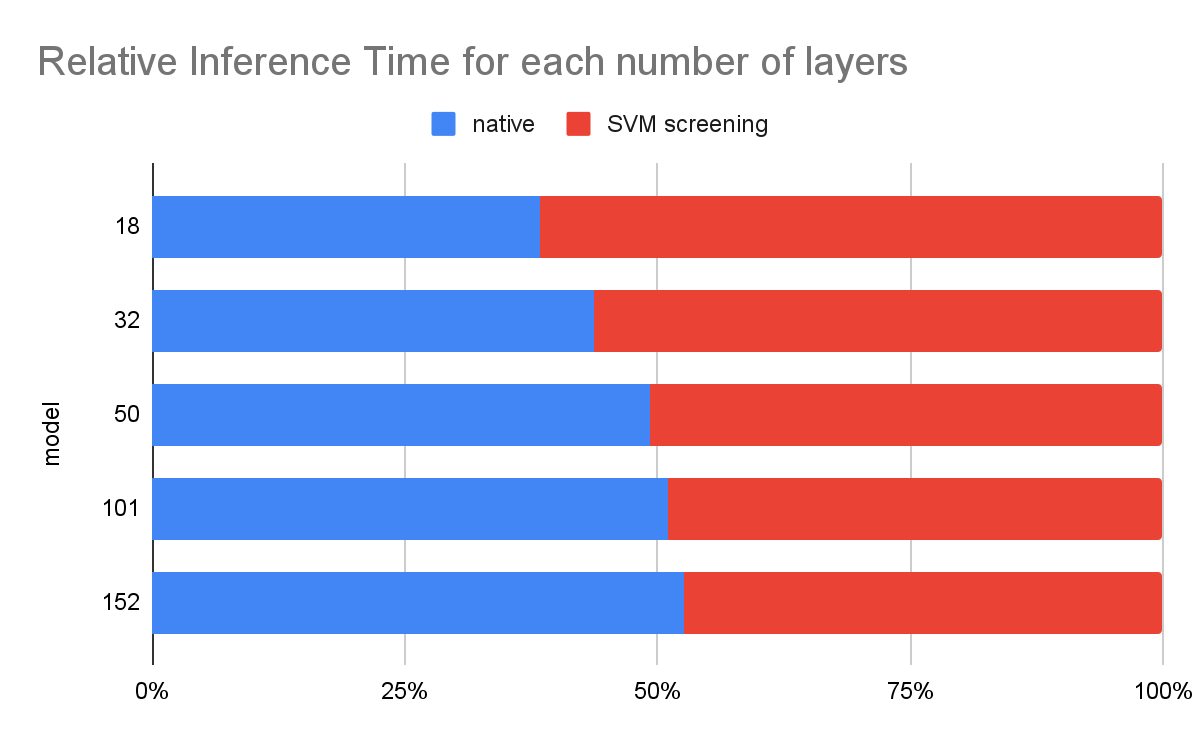 Relative Inference Time for each number of layers
native SVM screening
18
32
50
101
152
model
0% 25% 50% 75% 100%